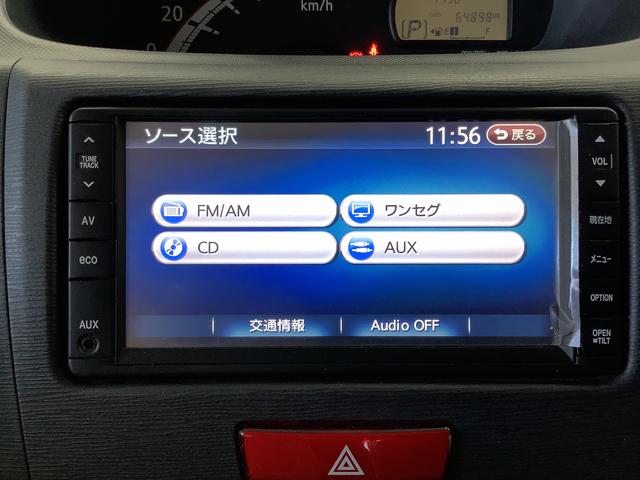 20
0
km/h
64898
P
E
F
ソース選択
11:56
戻る
TUNE
TRACK
VOL
FM/AM
ワンセグ
CD
AUX
AV
現在地
eco
メニュー
OPTION
AUX
交通情報
Audio OFF
OPEN
TILT